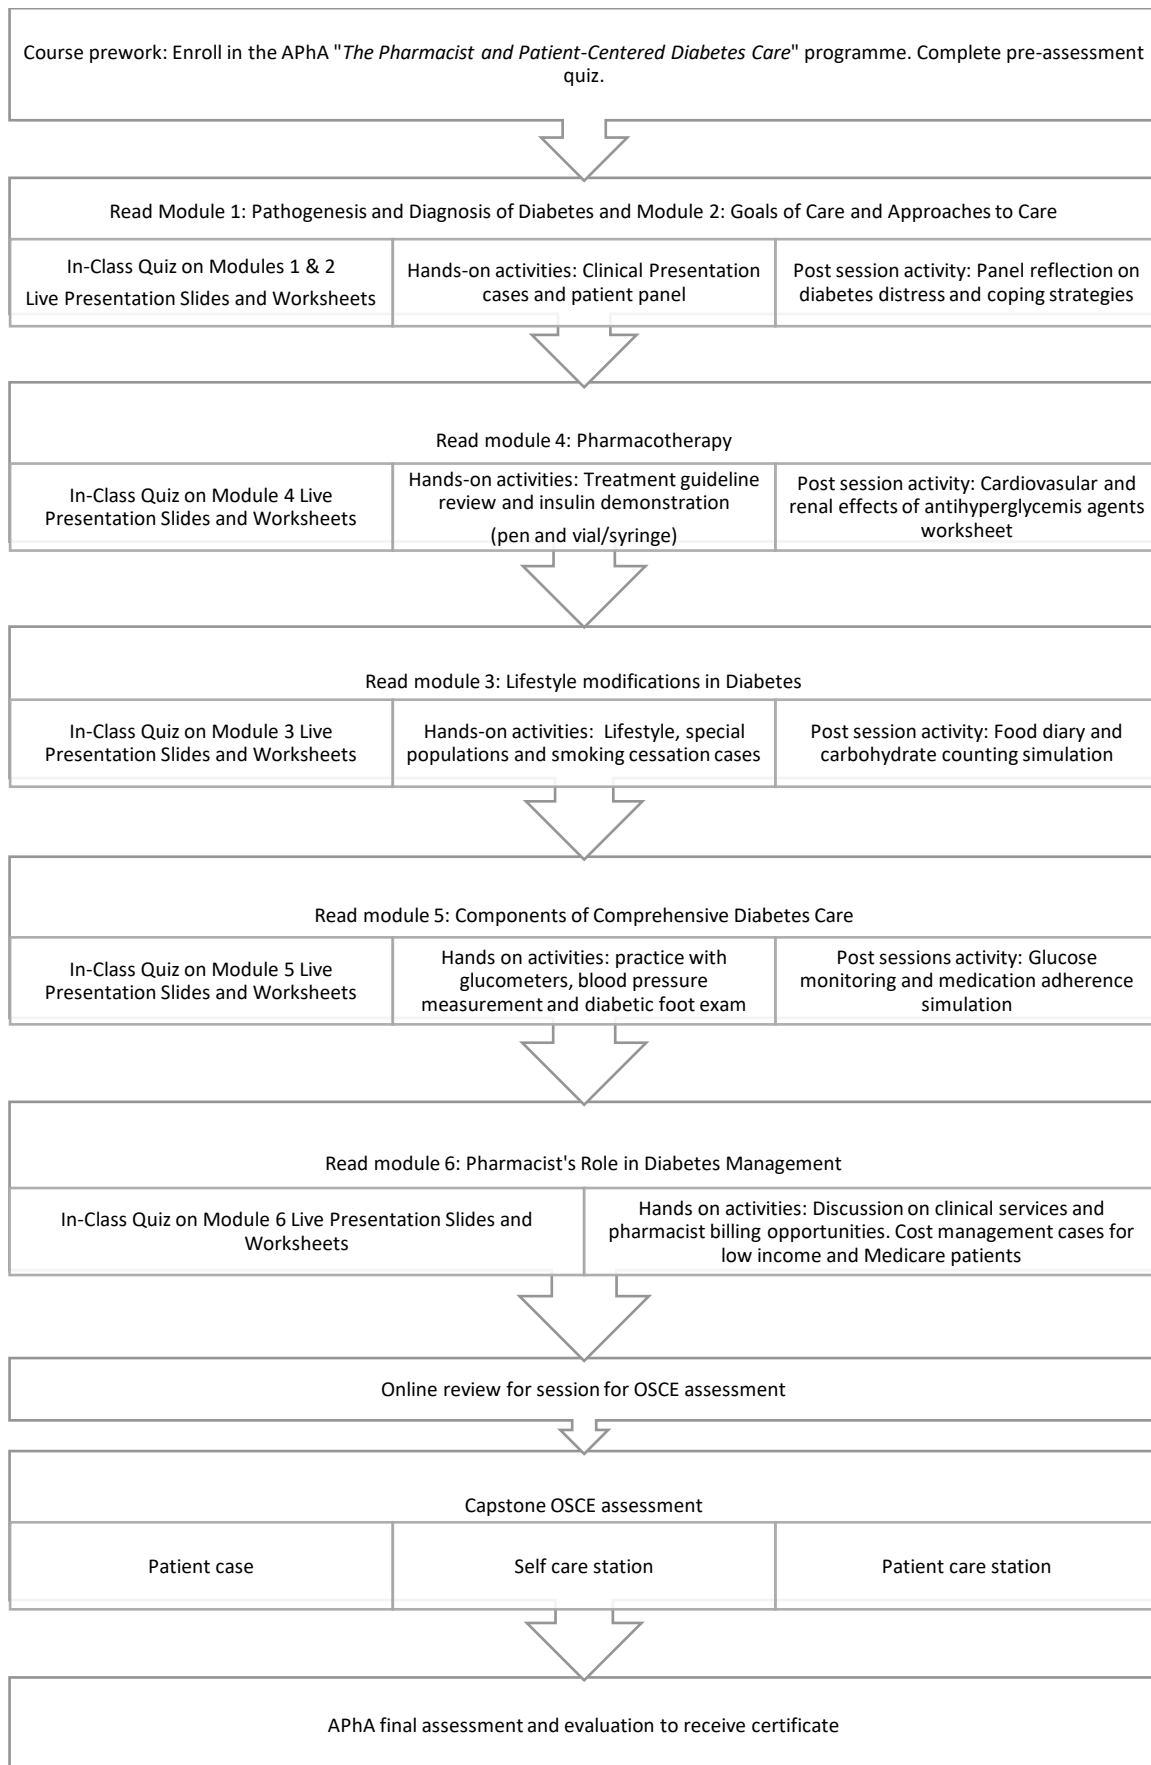 Course prework: Enroll in the APhA "The Pharmacist and Patient-Centered Diabetes Care" programme. Complete pre-assessment
quiz.
Read Module 1: Pathogenesis and Diagnosis of Diabetes and Module 2: Goals of Care and Approaches to Care
In-Class Quiz on Modules 1 & 2
Live Presentation Slides and Worksheets
Hands-on activities: Clinical Presentation
cases and patient panel
Post session activity: Panel reflection on
diabetes distress and coping strategies
Read module 4: Pharmacotherapy
In-Class Quiz on Module 4 Live
Presentation Slides and Worksheets
Hands-on activities: Treatment guideline
review and insulin demonstration
(pen and vial/syringe)
Post session activity: Cardiovascular and
renal effects of antihyperglycemis agents
worksheet
Read module 3: Lifestyle modifications in Diabetes
In-Class Quiz on Module 3 Live
Presentation Slides and Worksheets
Hands-on activities: Lifestyle, special
populations and smoking cessation cases
Post session activity: Food diary and
carbohydrate counting simulation
Read module 5: Components of Comprehensive Diabetes Care
In-Class Quiz on Module 5 Live
Presentation Slides and Worksheets
Hands on activities: practice with
glucometers, blood pressure
measurement and diabetic foot exam
Post sessions activity: Glucose
monitoring and medication adherence
simulation
Read module 6: Pharmacist's Role in Diabetes Management
In-Class Quiz on Module 6 Live Presentation Slides and
Worksheets
Hands on activities: Discussion on clinical services and
pharmacist billing opportunities. Cost management cases for
low income and Medicare patients
Online review for session for OSCE assessment
Capstone OSCE assessment
Patient case
Self care station
Patient care station
APhA final assessment and evaluation to receive certificate